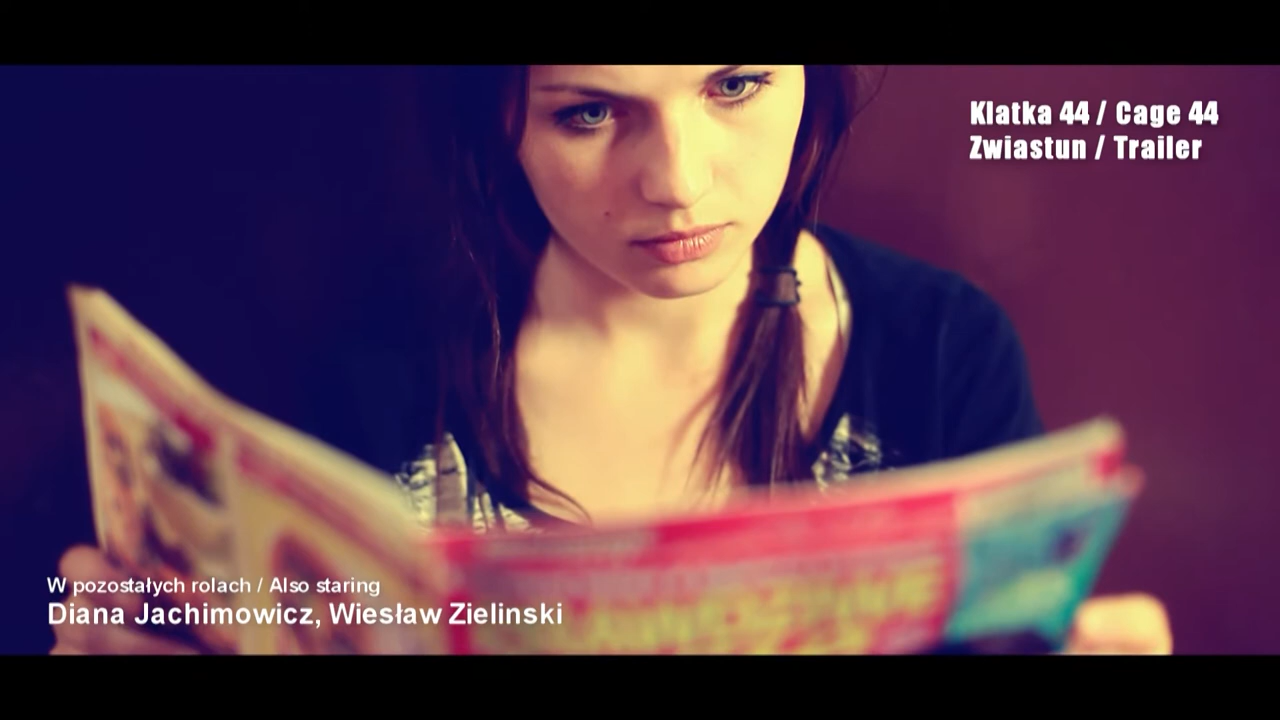 Klatka 44 / Cage 44
Zwiastun / Trailer
W pozostałych rolach / Also staring
Diana Jachimowicz, Wiesław Zielinski